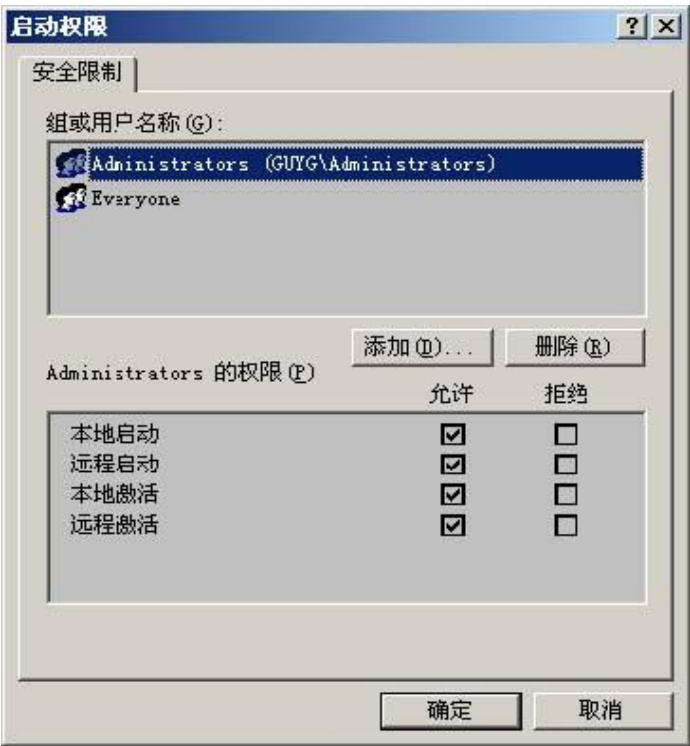 启动权限
安全限制
组或用户名称(G):
Administrators (GUYG\Administrators)
Everyone
添加(D)... 删除(R)
Administrators 的权限(P)
允许 拒绝
本地启动
远程启动
本地激活
远程激活
确定 取消